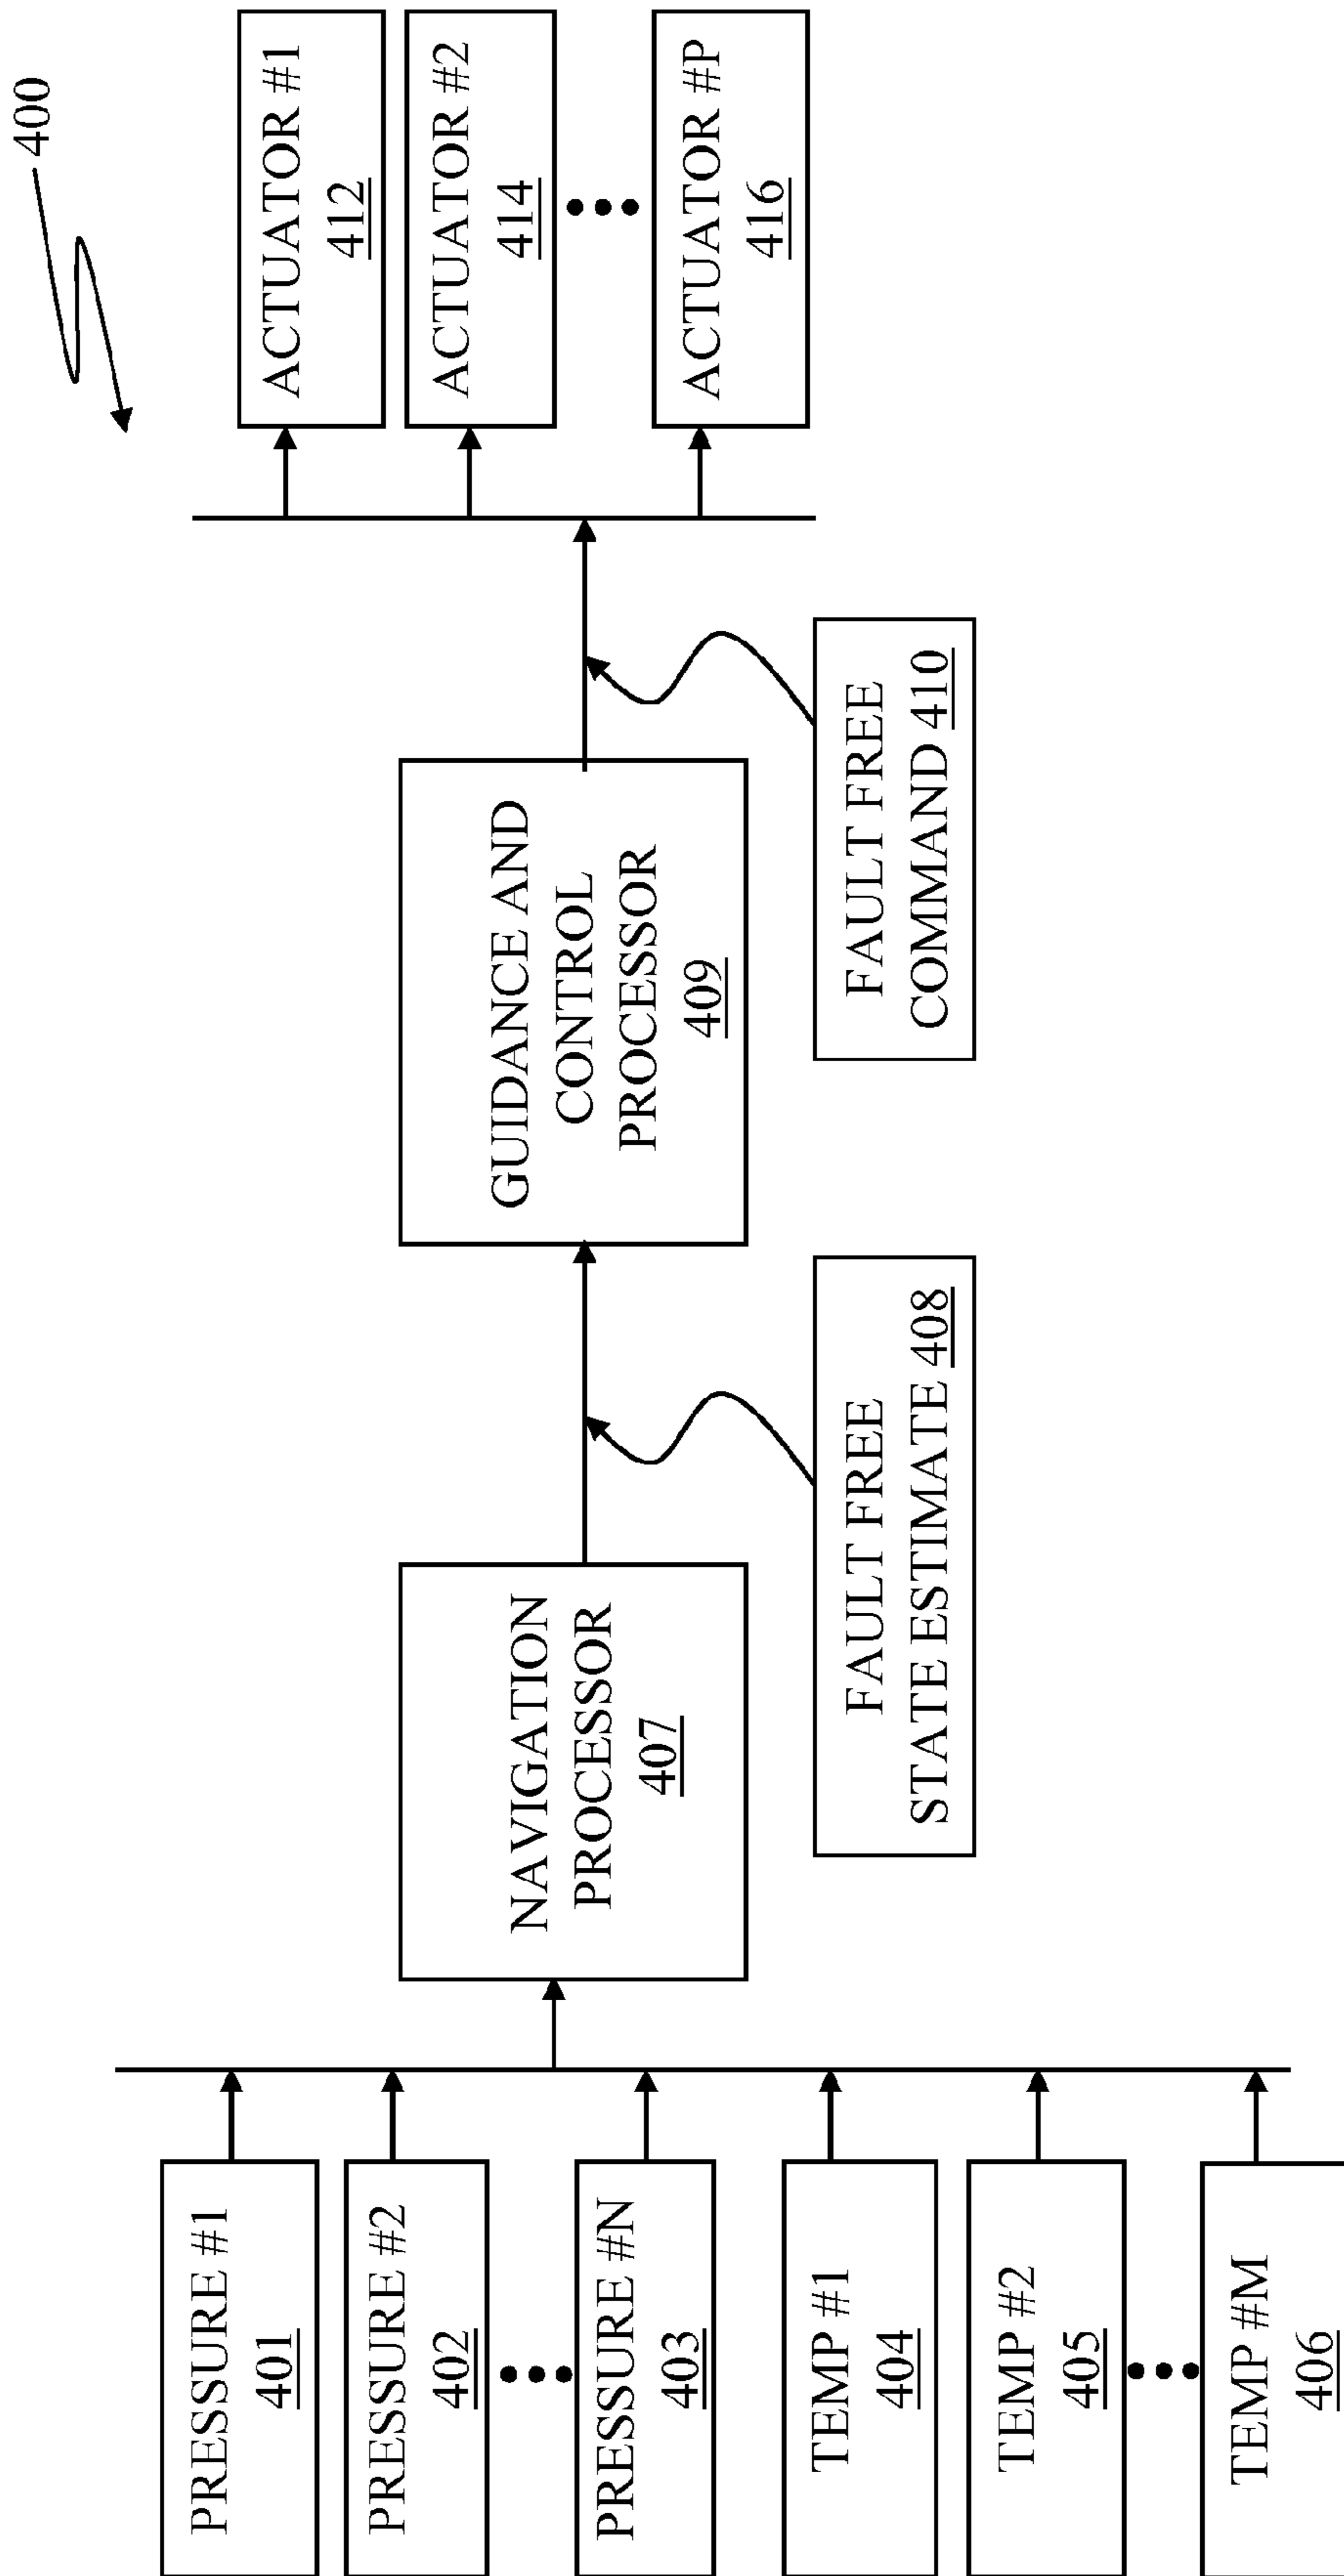 400
PRESSURE #1
401
PRESSURE #2
402
PRESSURE #N
403
TEMP #1
404
TEMP #2
405
TEMP #M
406
NAVIGATION
PROCESSOR
407
FAULT FREE
STATE ESTIMATE 408
GUIDANCE AND
CONTROL
PROCESSOR
409
FAULT FREE
COMMAND 410
ACTUATOR #1
412
ACTUATOR #2
414
ACTUATOR #P
416